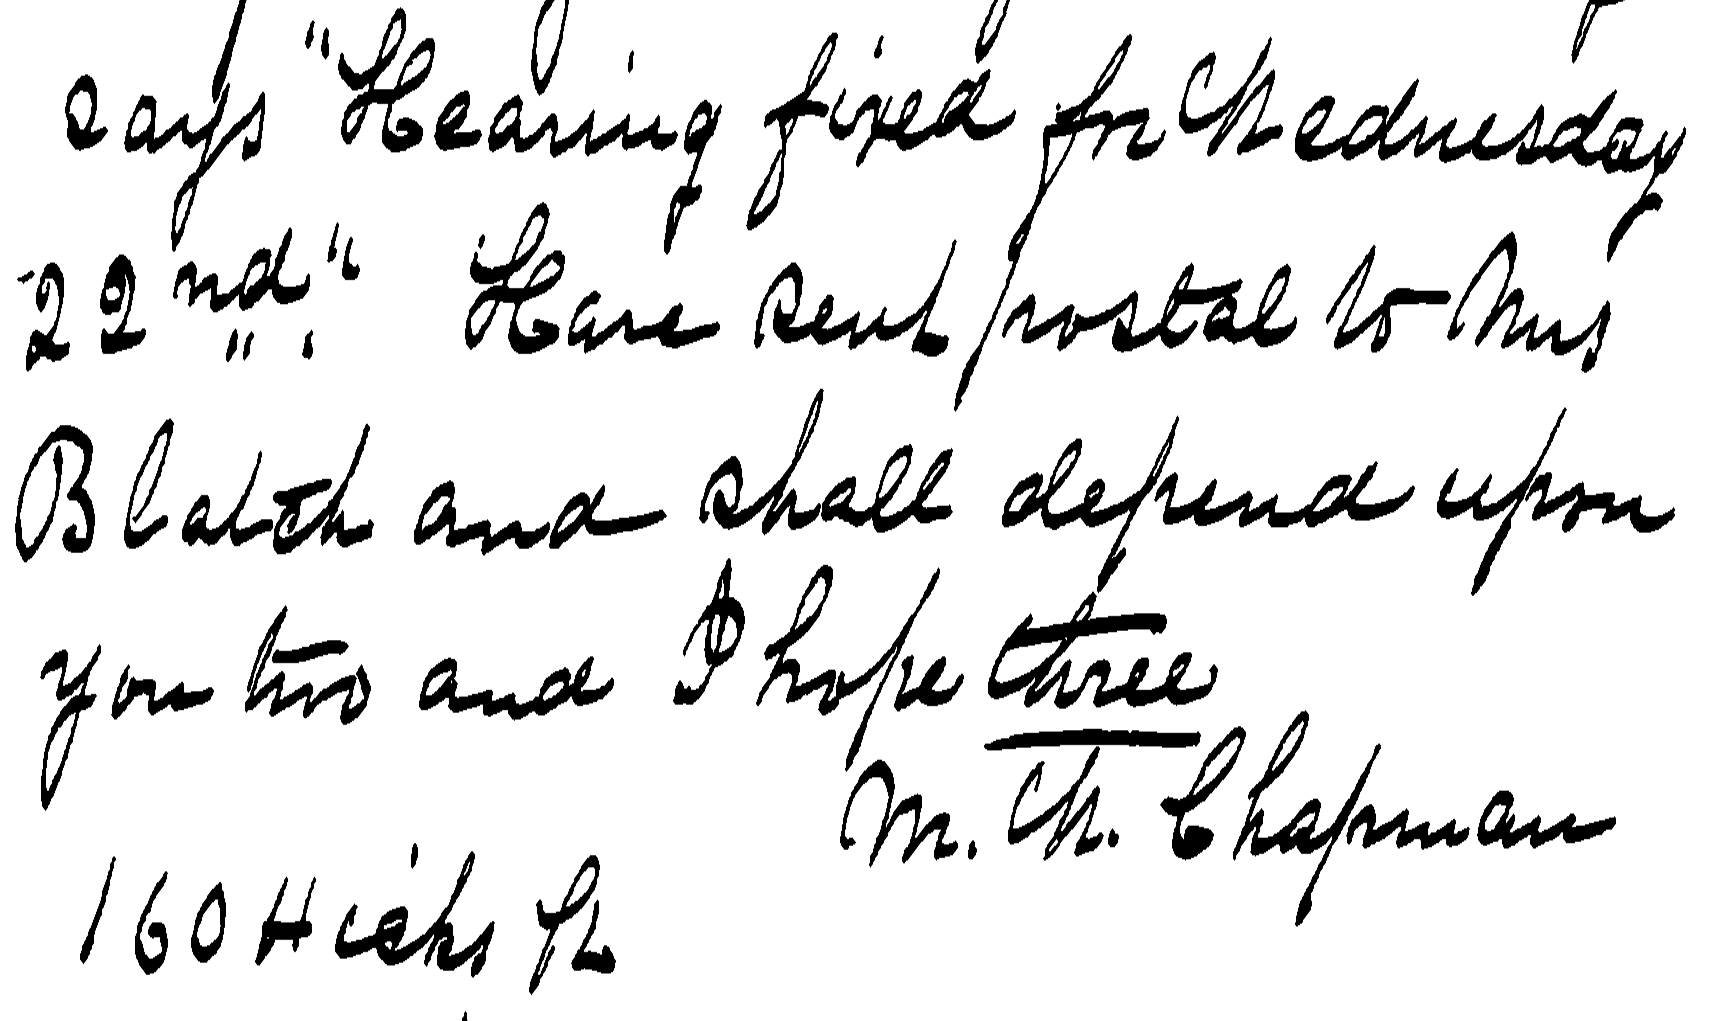 says "Hearing fixed for Wednesday
22nd." Have sent postal to Mrs
Blatch and shall depend upon
you two and I hope three
M. W. Chapman
160 Hicks St